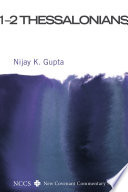 1–2 THESSALONIANS
Nijay K. Gupta
NCCS | New Covenant Commentary Series